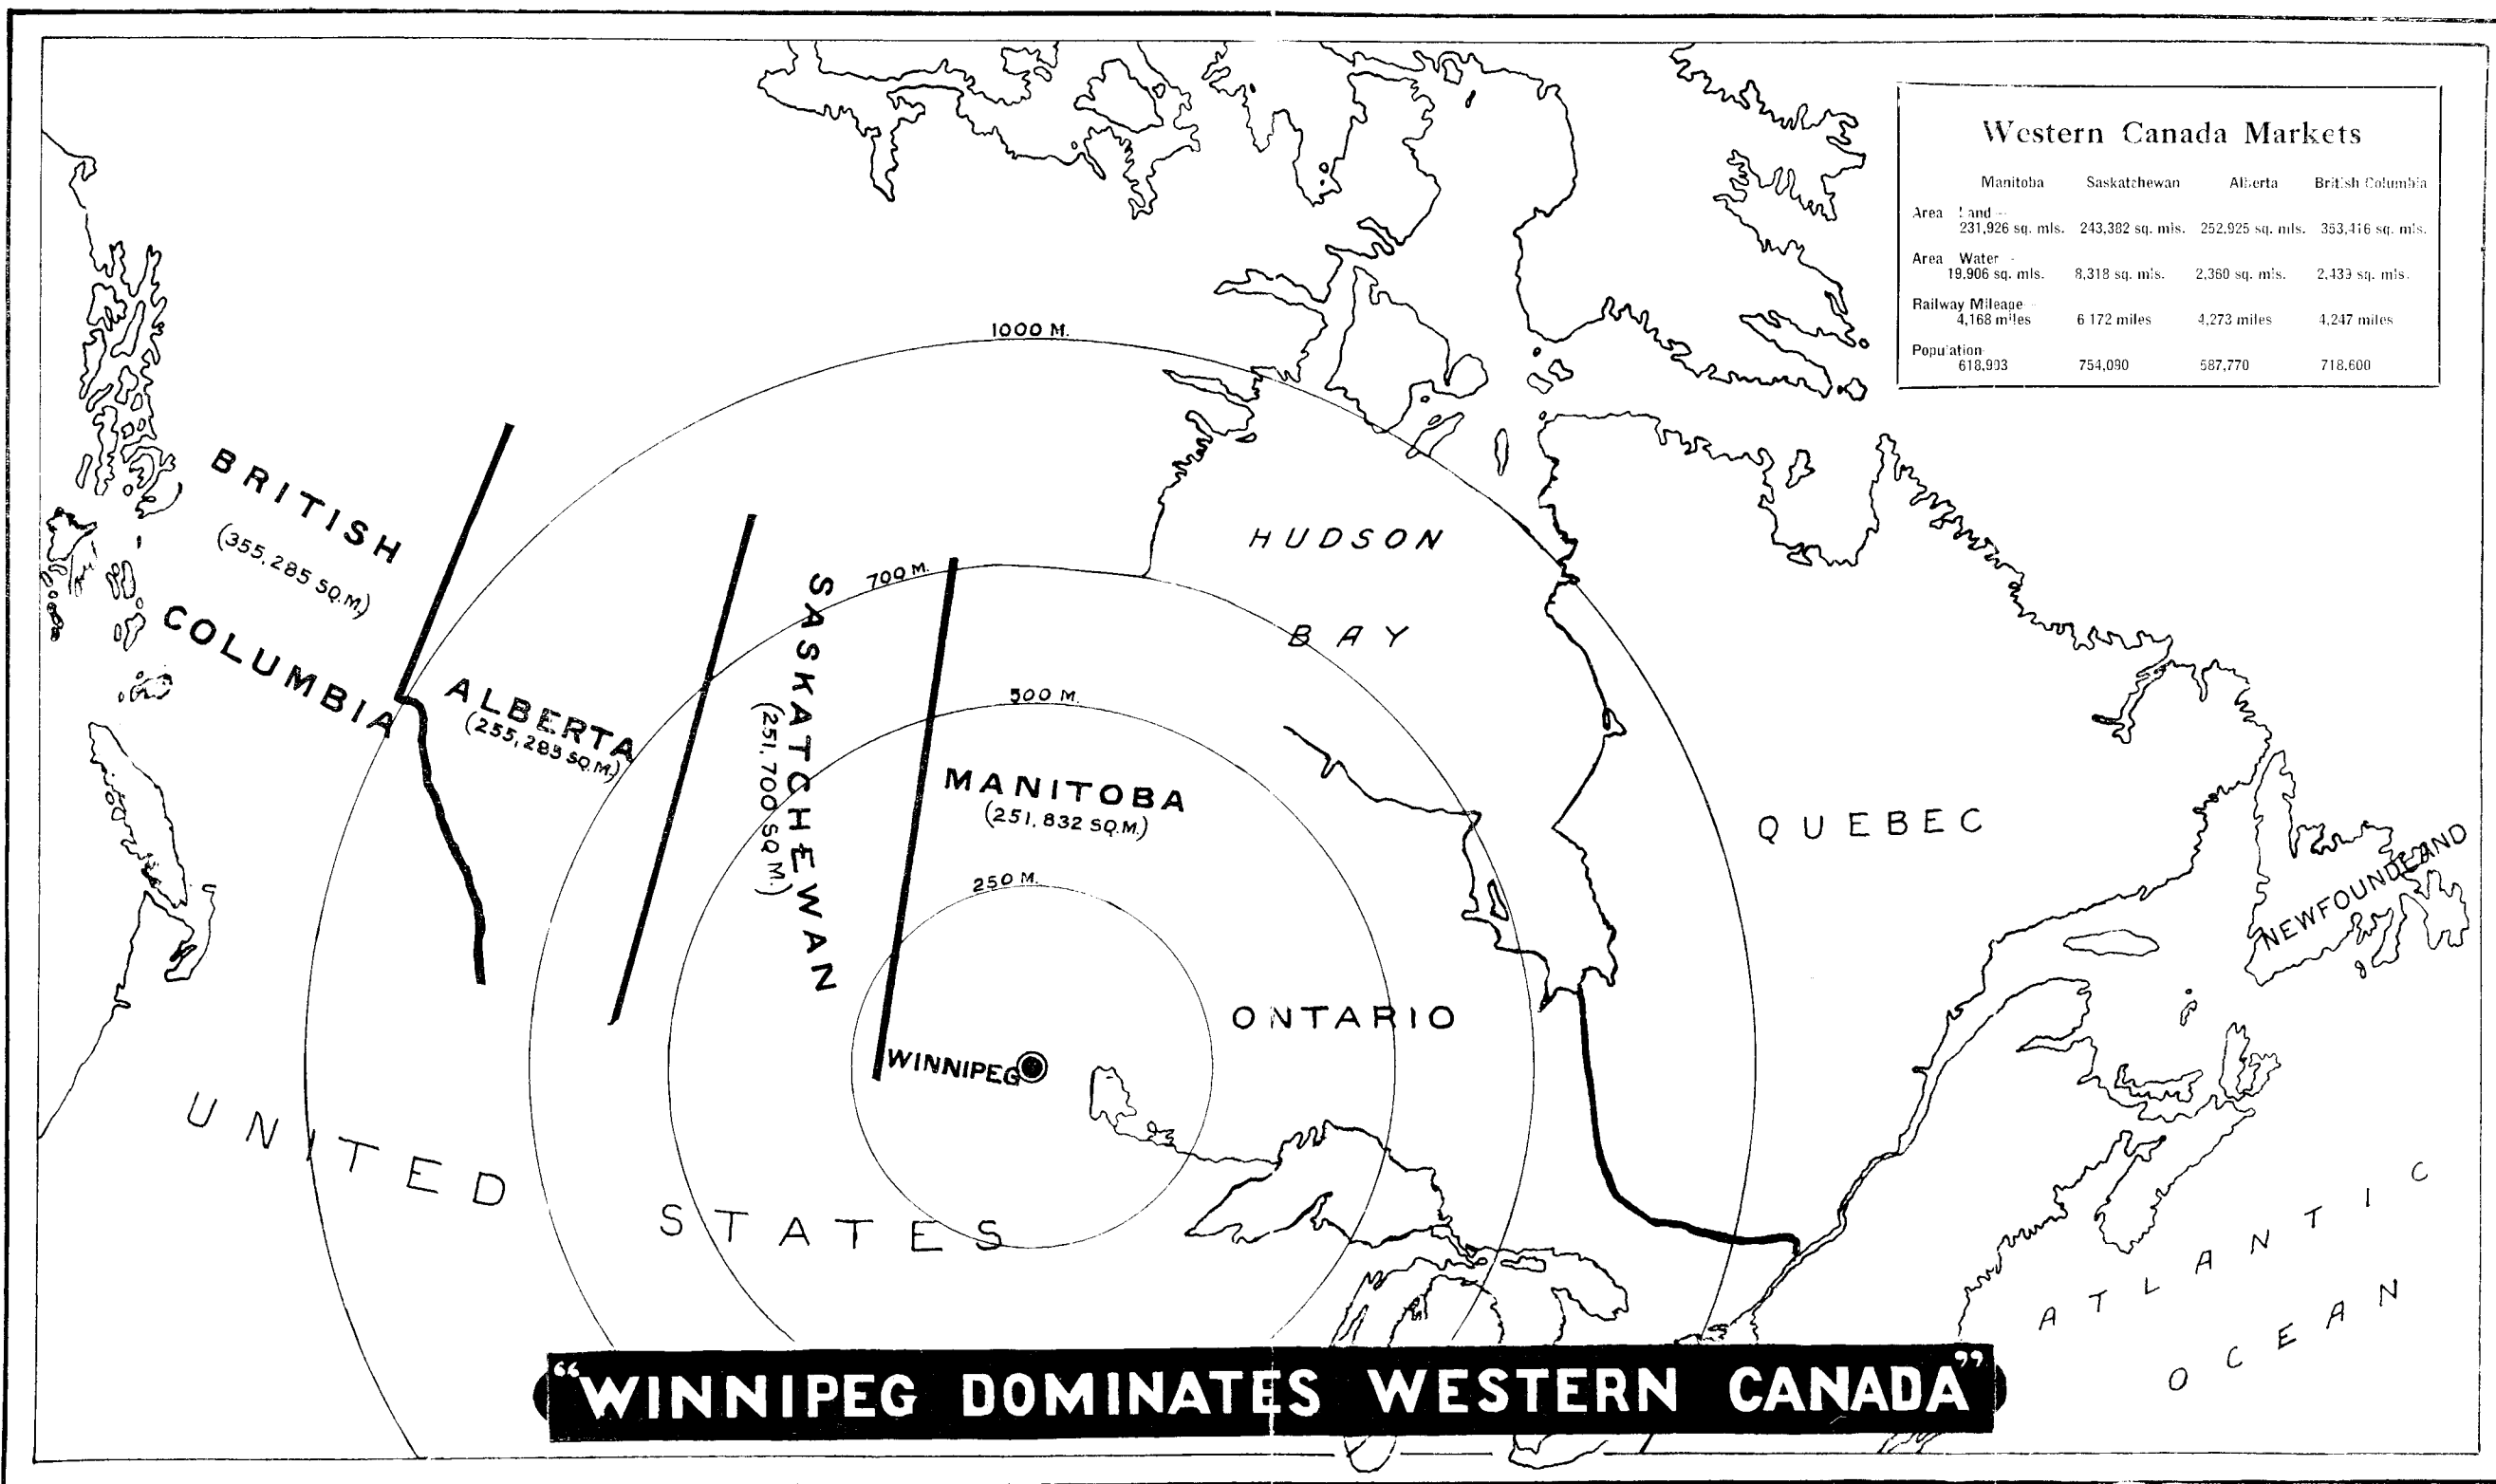 Western Canada Markets
Manitoba Saskatchewan Alberta British Columbia
Area Land
231,926 sq. mls. 243,382 sq. mls. 252,925 sq. mls. 353,416 sq. mls.
Area Water
19,906 sq. mls. 8,318 sq. mls. 2,360 sq. mls. 2,439 sq. mls.
Railway Mileage
4,168 miles 6 172 miles 4,273 miles 4,247 miles
Population
618,903 754,090 587,770 718,600
1000 M.
BRITISH
(355,285 SQ.M.)
COLUMBIA
HUDSON
BAY
700 M.
SASKATCHEWAN
(251,700 SQ M.)
ALBERTA
(255,285 SQ.M.)
500 M.
MANITOBA
(251,832 SQ.M.)
QUEBEC
NEWFOUNDLAND
250 M.
ONTARIO
WINNIPEG
UNITED
STATES
ATLANTIC
OCEAN
“WINNIPEG DOMINATES WESTERN CANADA”